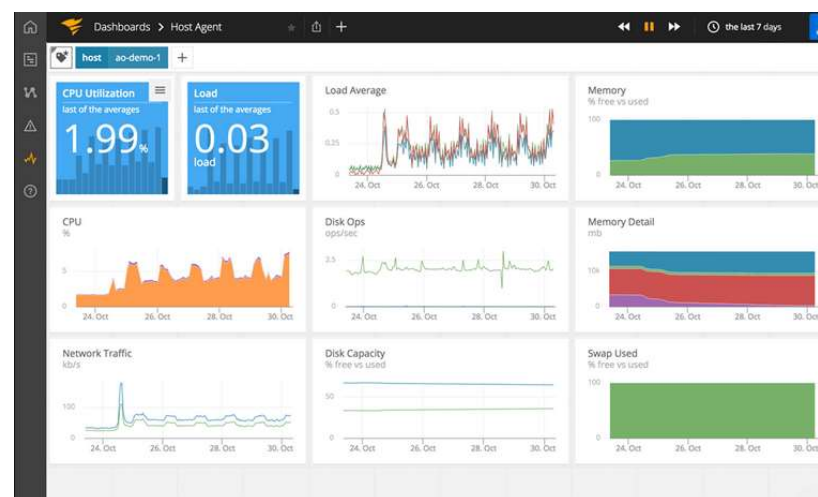 Dashboards > Host Agent
the last 7 days
host ao-demo-1
CPU Utilization
last of the averages
1.99%
Load
last of the averages
0.03
load
Load Average
0.5
0.25
0
24. Oct 26. Oct 28. Oct 30. Oct
Memory
% free vs used
100
0
24. Oct 26. Oct 28. Oct 30. Oct
CPU
%
5
0
24. Oct 26. Oct 28. Oct 30. Oct
Disk Ops
ops/sec
2.5
0
24. Oct 26. Oct 28. Oct 30. Oct
Memory Detail
mb
10k
0
24. Oct 26. Oct 28. Oct 30. Oct
Network Traffic
kb/s
100
0
24. Oct 26. Oct 28. Oct 30. Oct
Disk Capacity
% free vs used
50
0
24. Oct 26. Oct 28. Oct 30. Oct
Swap Used
% free vs used
100
0
24. Oct 26. Oct 28. Oct 30. Oct